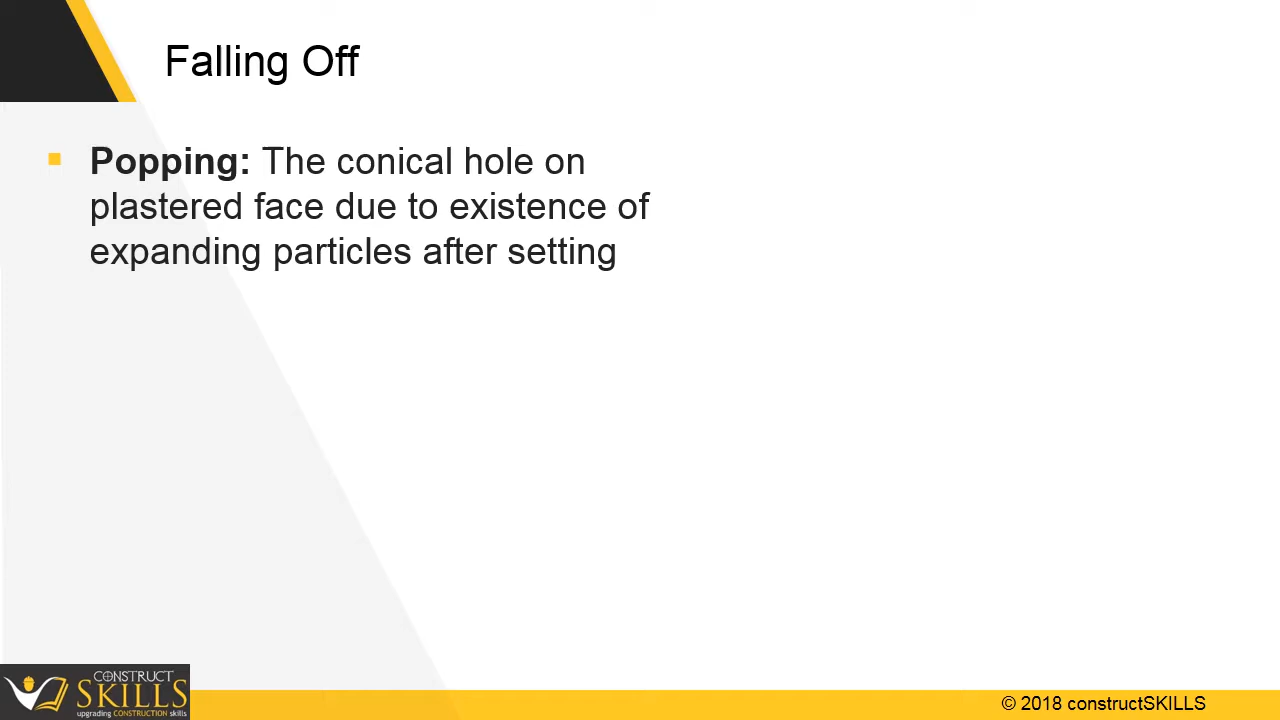 Falling Off
Popping: The conical hole on
plastered face due to existence of
expanding particles after setting
CONSTRUCT
SKILLS
upgrading CONSTRUCTION skills
© 2018 constructSKILLS